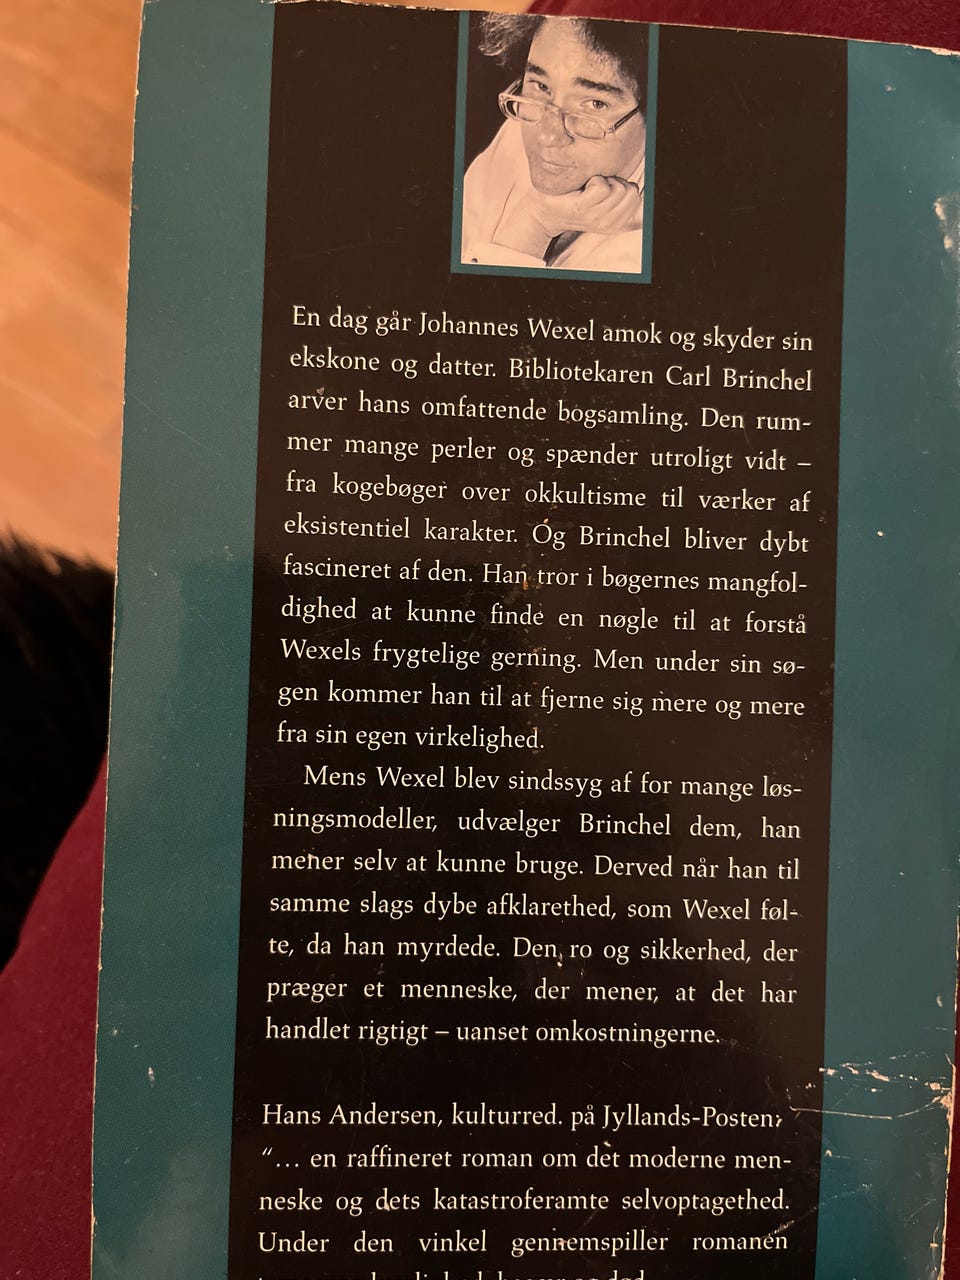 En dag går Johannes Wexel amok og skyder sin
ekskone og datter. Bibliotekaren Carl Brinchel
arver hans omfattende bogsamling. Den rum-
mer mange perler og spænder utroligt vidt –
fra kogebøger over okkultisme til værker af
eksistentiel karakter. Og Brinchel bliver dybt
fascineret af den. Han tror i bøgernes mangfol-
dighed at kunne finde en nøgle til at forstå
Wexels frygtelige gerning. Men under sin sø-
gen kommer han til at fjerne sig mere og mere
fra sin egen virkelighed.
Mens Wexel blev sindssyg af for mange løs-
ningsmodeller, udvælger Brinchel dem, han
mener selv at kunne bruge. Derved når han til
samme slags dybe afklarethed, som Wexel føl-
te, da han myrdede. Den ro og sikkerhed, der
præger et menneske, der mener, at det har
handlet rigtigt – uanset omkostningerne.
Hans Andersen, kulturred. på Jyllands-Posten:
“… en raffineret roman om det moderne men-
neske og dets katastroferamte selvoptagethed.
Under den vinkel gennemspiller romanen
og død